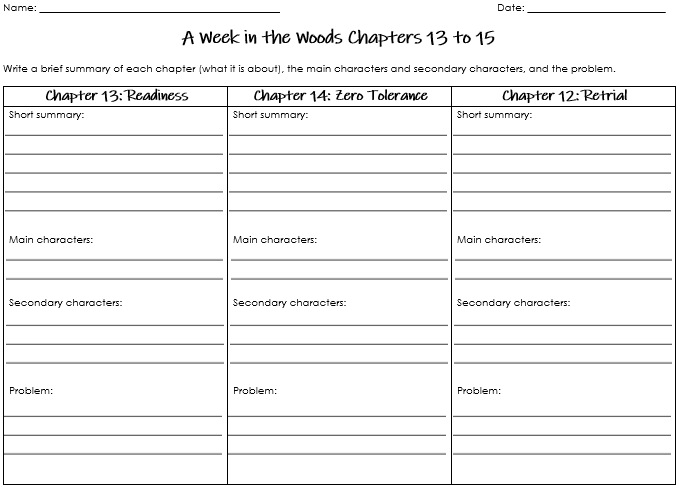 Name: Date:
A Week in the Woods Chapters 13 to 15
Write a brief summary of each chapter (what it is about), the main characters and secondary characters, and the problem.
Chapter 13: Readiness Chapter 14: Zero Tolerance Chapter 12: Retrial
Short summary: Short summary: Short summary:
Main characters: Main characters: Main characters:
Secondary characters: Secondary characters: Secondary characters:
Problem: Problem: Problem: